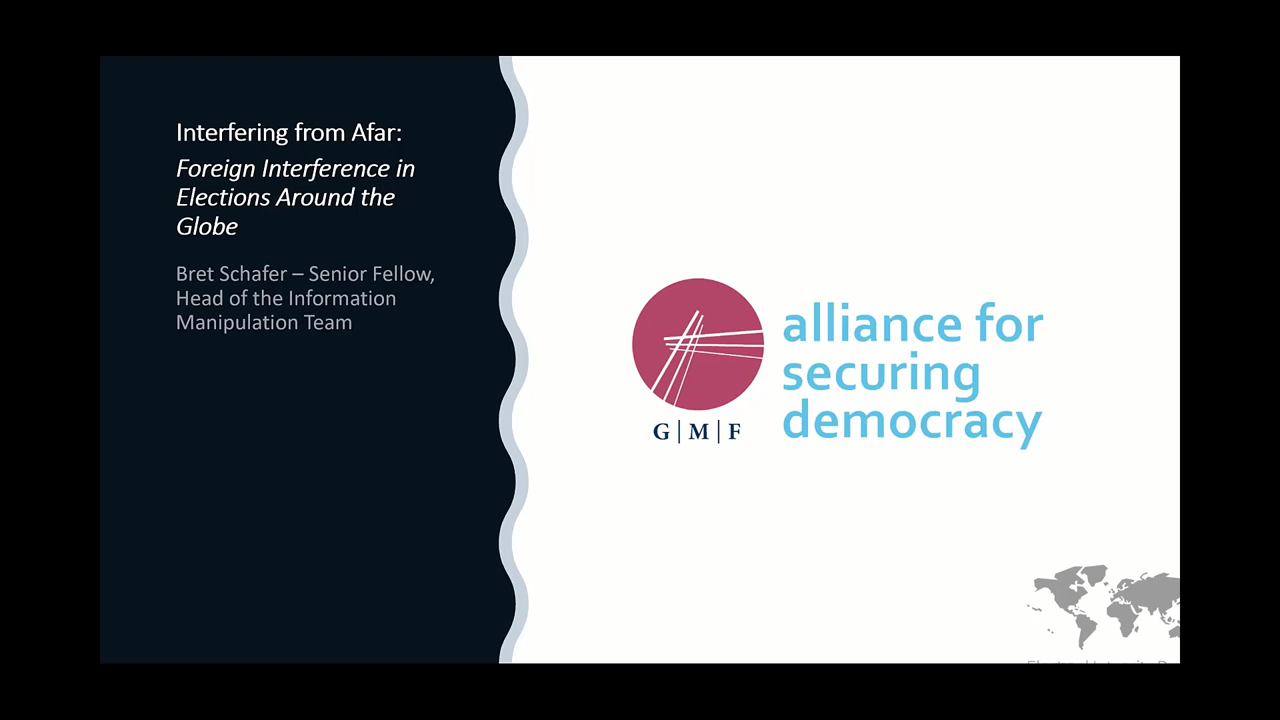 Interfering from Afar:
Foreign Interference in
Elections Around the
Globe
Bret Schafer – Senior Fellow,
Head of the Information
Manipulation Team
G|M|F
alliance for
securing
democracy